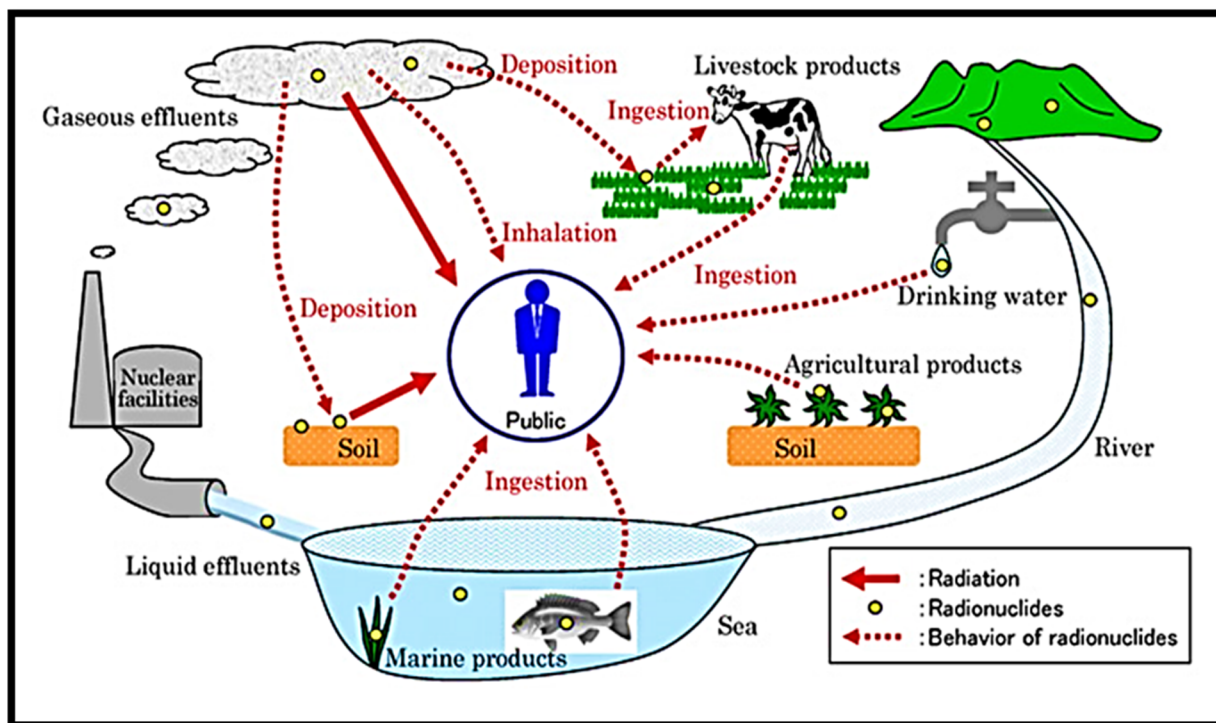 Deposition
Livestock products
Ingestion
Gaseous effluents
Inhalation
Ingestion
Drinking water
Deposition
Agricultural products
Nuclear
facilities
Public
Soil
Soil
River
Ingestion
Liquid effluents
Sea
Marine products
: Radiation
: Radionuclides
: Behavior of radionuclides